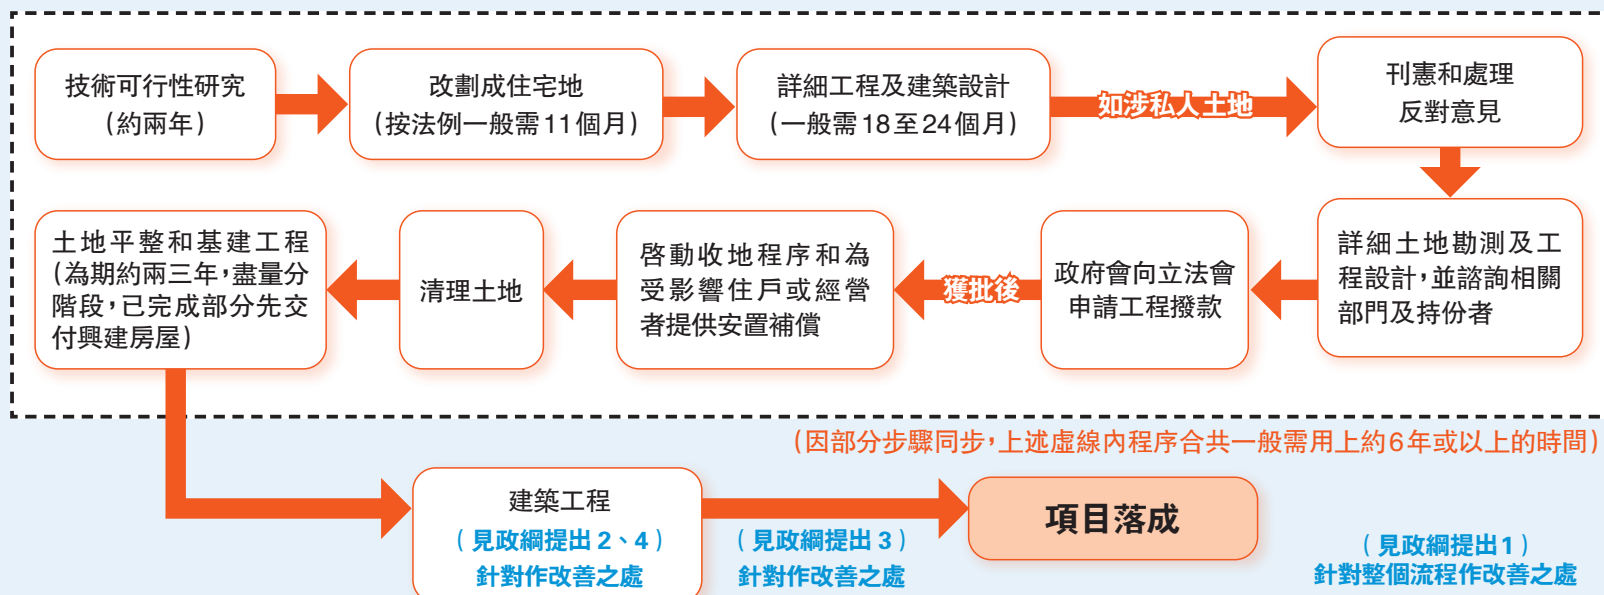 技術可行性研究
(約兩年)
改劃成住宅地
(按法例一般需11個月)
詳細工程及建築設計
(一般需18至24個月)
如涉私人土地
刊憲和處理
反對意見
詳細土地勘測及工
程設計,並諮詢相關
部門及持份者
政府會向立法會
申請工程撥款
獲批後
啓動收地程序和為
受影響住戶或經營
者提供安置補償
清理土地
土地平整和基建工程
(為期約兩三年,盡量分
階段,已完成部分先交
付興建房屋)
(因部分步驟同步,上述虛線內程序合共一般需用上約6年或以上的時間)
建築工程
(見政綱提出2、4)
針對作改善之處
(見政綱提出3)
針對作改善之處
項目落成
(見政綱提出1)
針對整個流程作改善之處